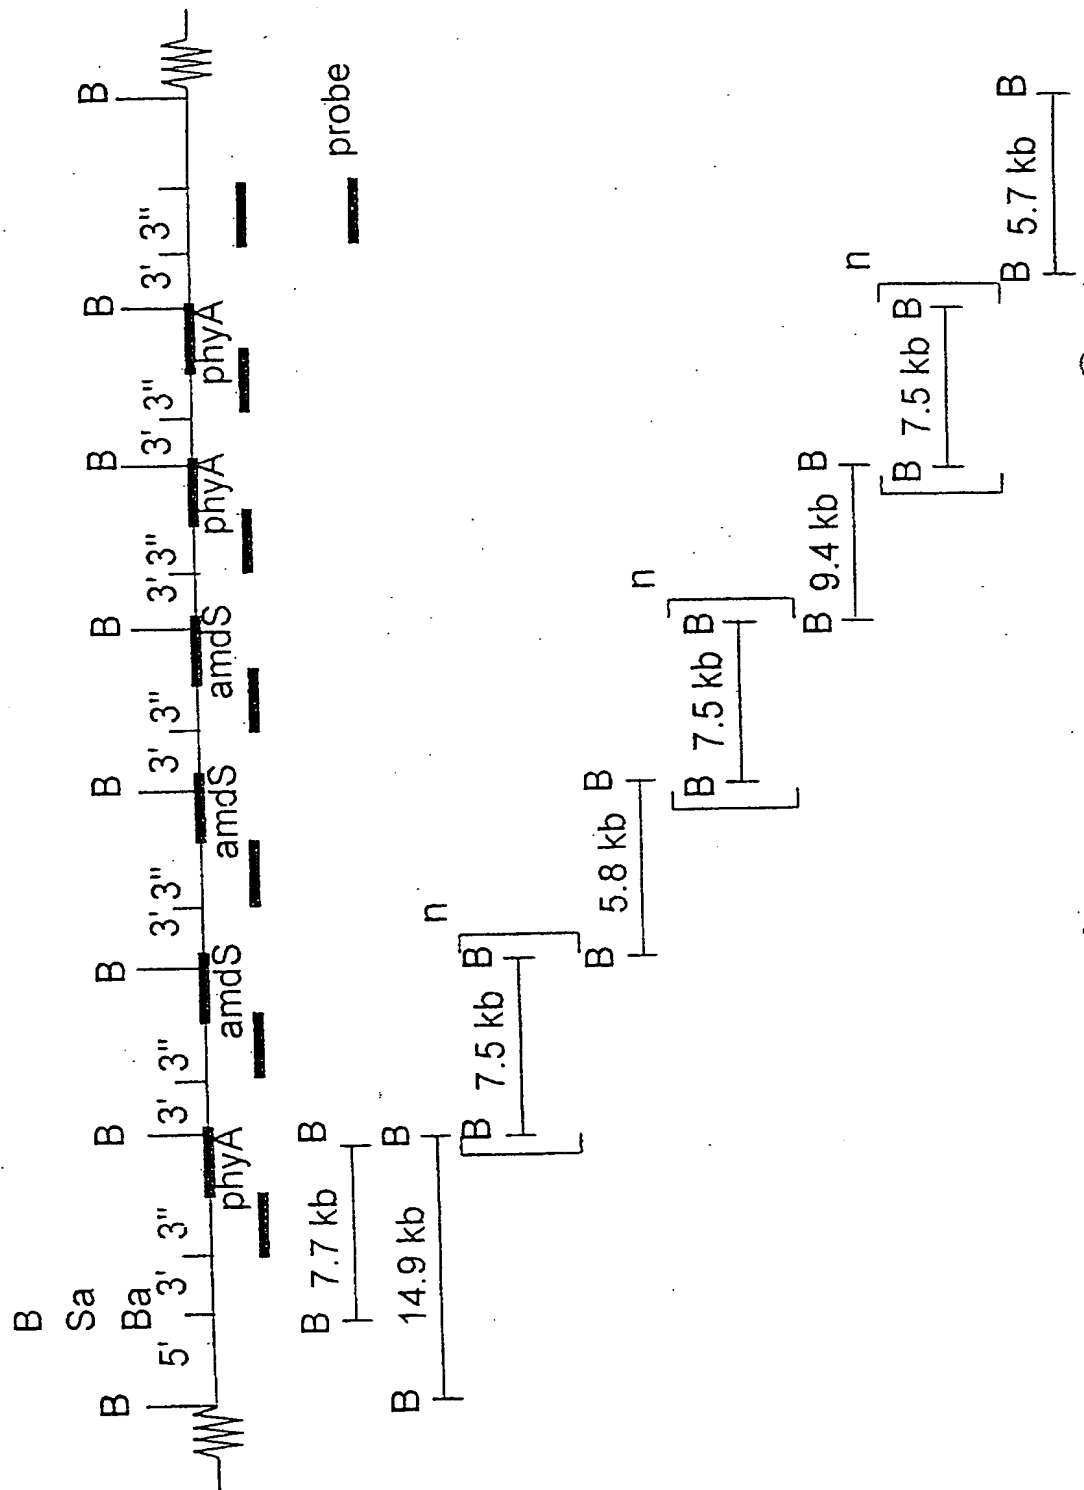 B
Sa
B Ba B B B B B B B
5' 3' 3" 3' 3" 3' 3" 3' 3" 3' 3" 3' 3" 3' 3"
phyA amdS amdS amdS phyA phyA
probe
B 7.7 kb B
B 14.9 kb B
B 7.5 kb B n
B 5.8 kb B
B 7.5 kb B n
B 9.4 kb B
B 7.5 kb B n
B 5.7 kb B